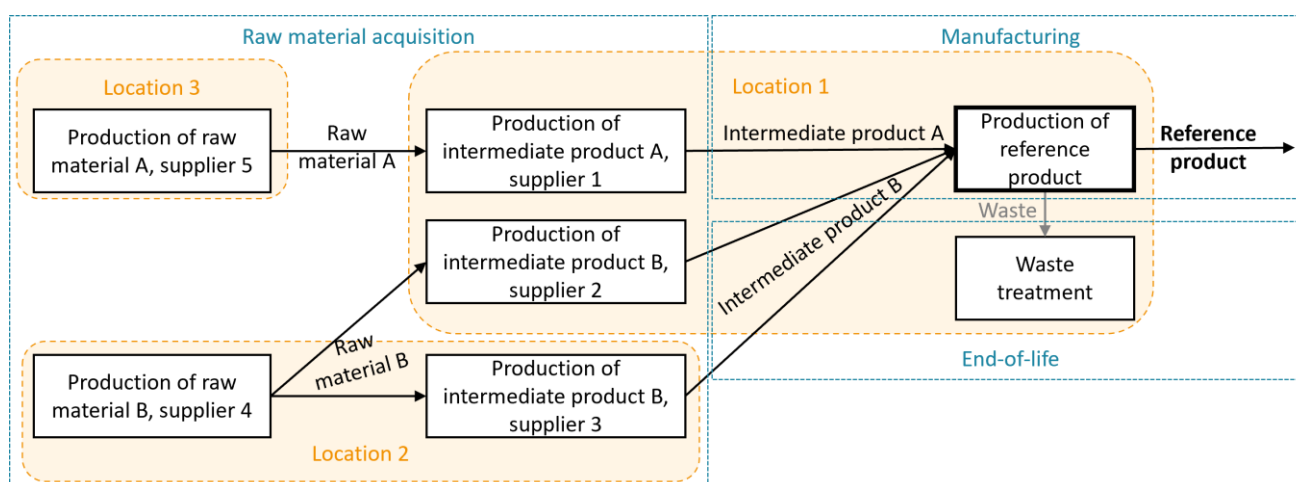 Raw material acquisition
Manufacturing
Location 3
Location 1
Production of raw
material A, supplier 5
Raw
material A
Production of
intermediate product A,
supplier 1
Intermediate product A
Production of
reference
product
Reference
product
Waste
Production of
intermediate product B,
supplier 2
Intermediate product B
Waste
treatment
Raw
material B
End-of-life
Production of raw
material B, supplier 4
Production of
intermediate product B,
supplier 3
Location 2